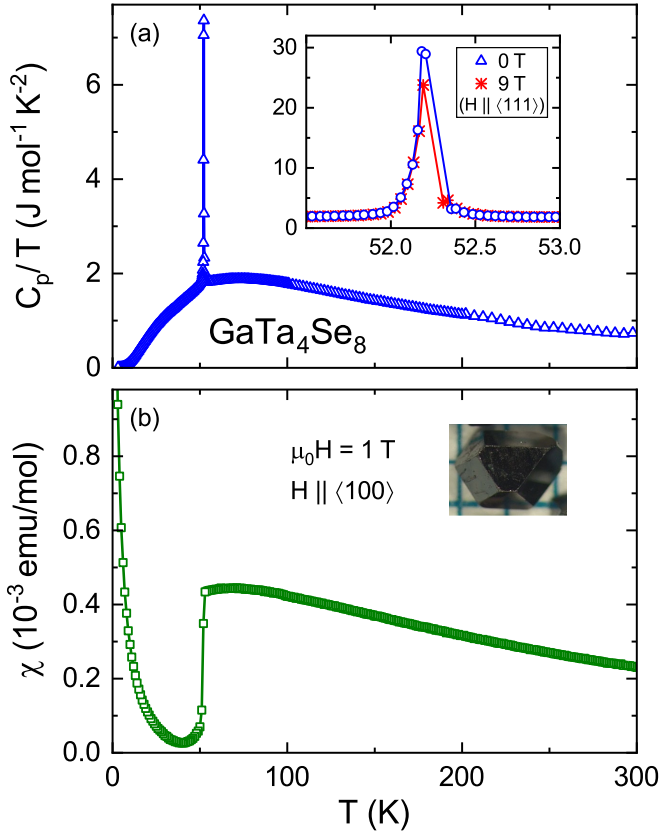 (a)
C_p / T (J mol⁻¹ K⁻²)
0
2
4
6
GaTa₄Se₈
0
10
20
30
52.0
52.5
53.0
0 T
9 T
(H || ⟨111⟩)
(b)
χ (10⁻³ emu/mol)
0.0
0.2
0.4
0.6
0.8
μ₀H = 1 T
H || ⟨100⟩
0
100
200
300
T (K)